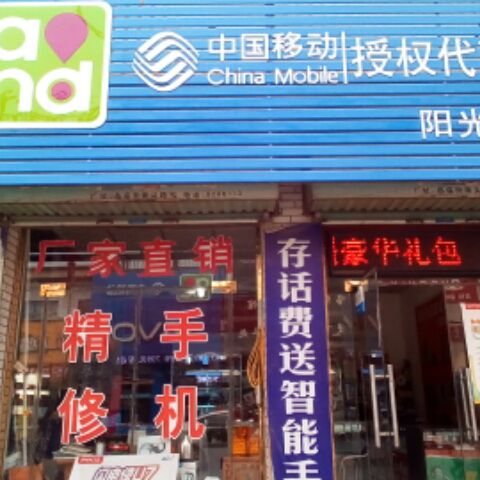 and
中国移动
China Mobile
授权代
阳光
厂家直销
精手
修机
存话费送智能手
豪华礼包